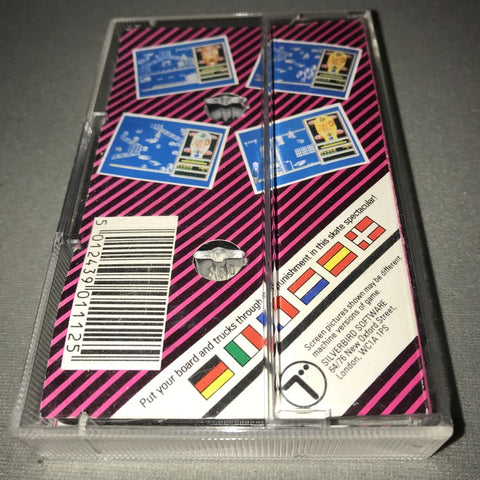 Put your board and trucks through punishment in this skate spectacular!
Screen pictures shown may be different
machine versions of game.
SILVERBIRD SOFTWARE
64/76 New Oxford Street,
London, WC1A 1PS
5 012439 011125